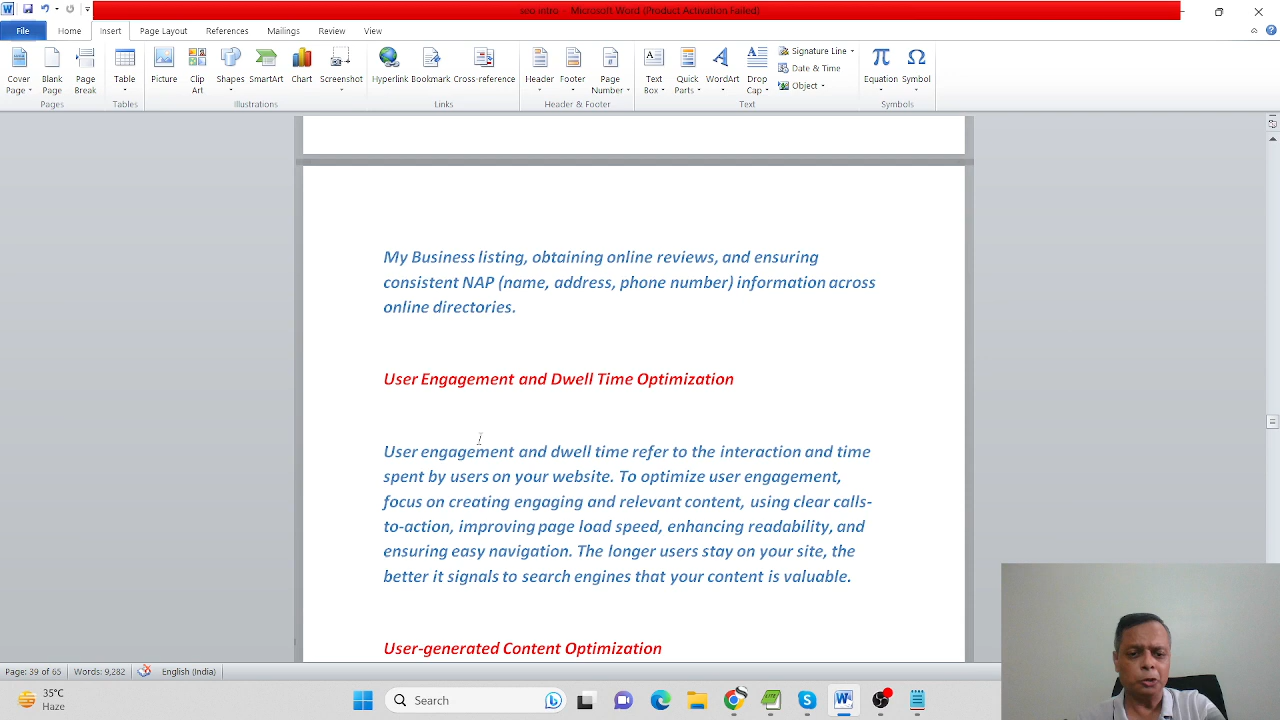 seo intro - Microsoft Word (Product Activation Failed)
File Home Insert Page Layout References Mailings Review View
Cover Page Blank Page Page Break Table Picture Clip Art Shapes SmartArt Chart Screenshot Hyperlink Bookmark Cross-reference Header Footer Page Number Text Box Quick Parts WordArt Drop Cap Signature Line Date & Time Object Equation Symbol
Pages Tables Illustrations Links Header & Footer Text Symbols
My Business listing, obtaining online reviews, and ensuring
consistent NAP (name, address, phone number) information across
online directories.
User Engagement and Dwell Time Optimization
User engagement and dwell time refer to the interaction and time
spent by users on your website. To optimize user engagement,
focus on creating engaging and relevant content, using clear calls-
to-action, improving page load speed, enhancing readability, and
ensuring easy navigation. The longer users stay on your site, the
better it signals to search engines that your content is valuable.
User-generated Content Optimization
Page: 39 of 65 Words: 9,282 English (India)
35°C
Haze
Search